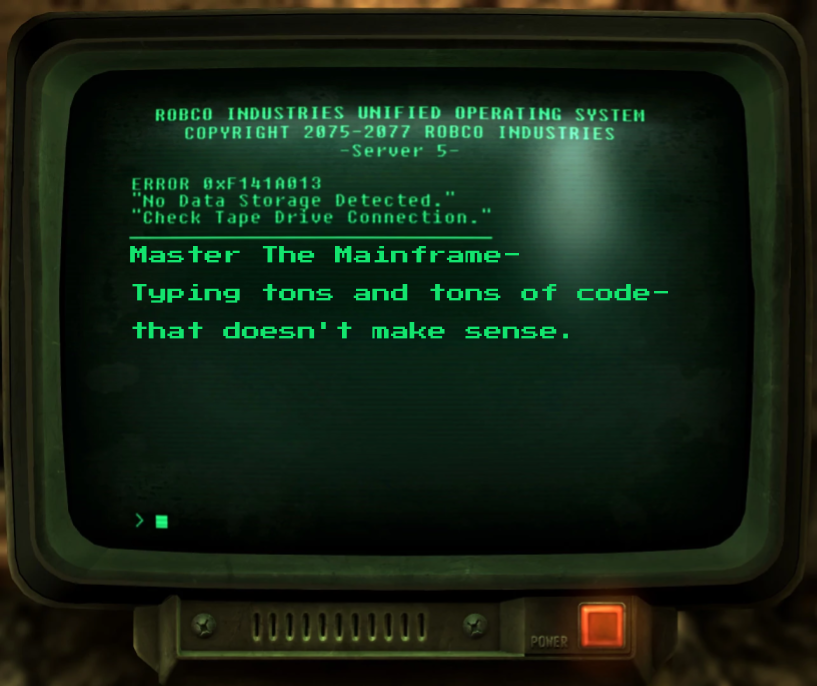 ROBCO INDUSTRIES UNIFIED OPERATING SYSTEM
COPYRIGHT 2075-2077 ROBCO INDUSTRIES
-Server 5-
ERROR 0xF141A013
"No Data Storage Detected."
"Check Tape Drive Connection."
Master The Mainframe-
Typing tons and tons of code-
that doesn't make sense.
>
POWER